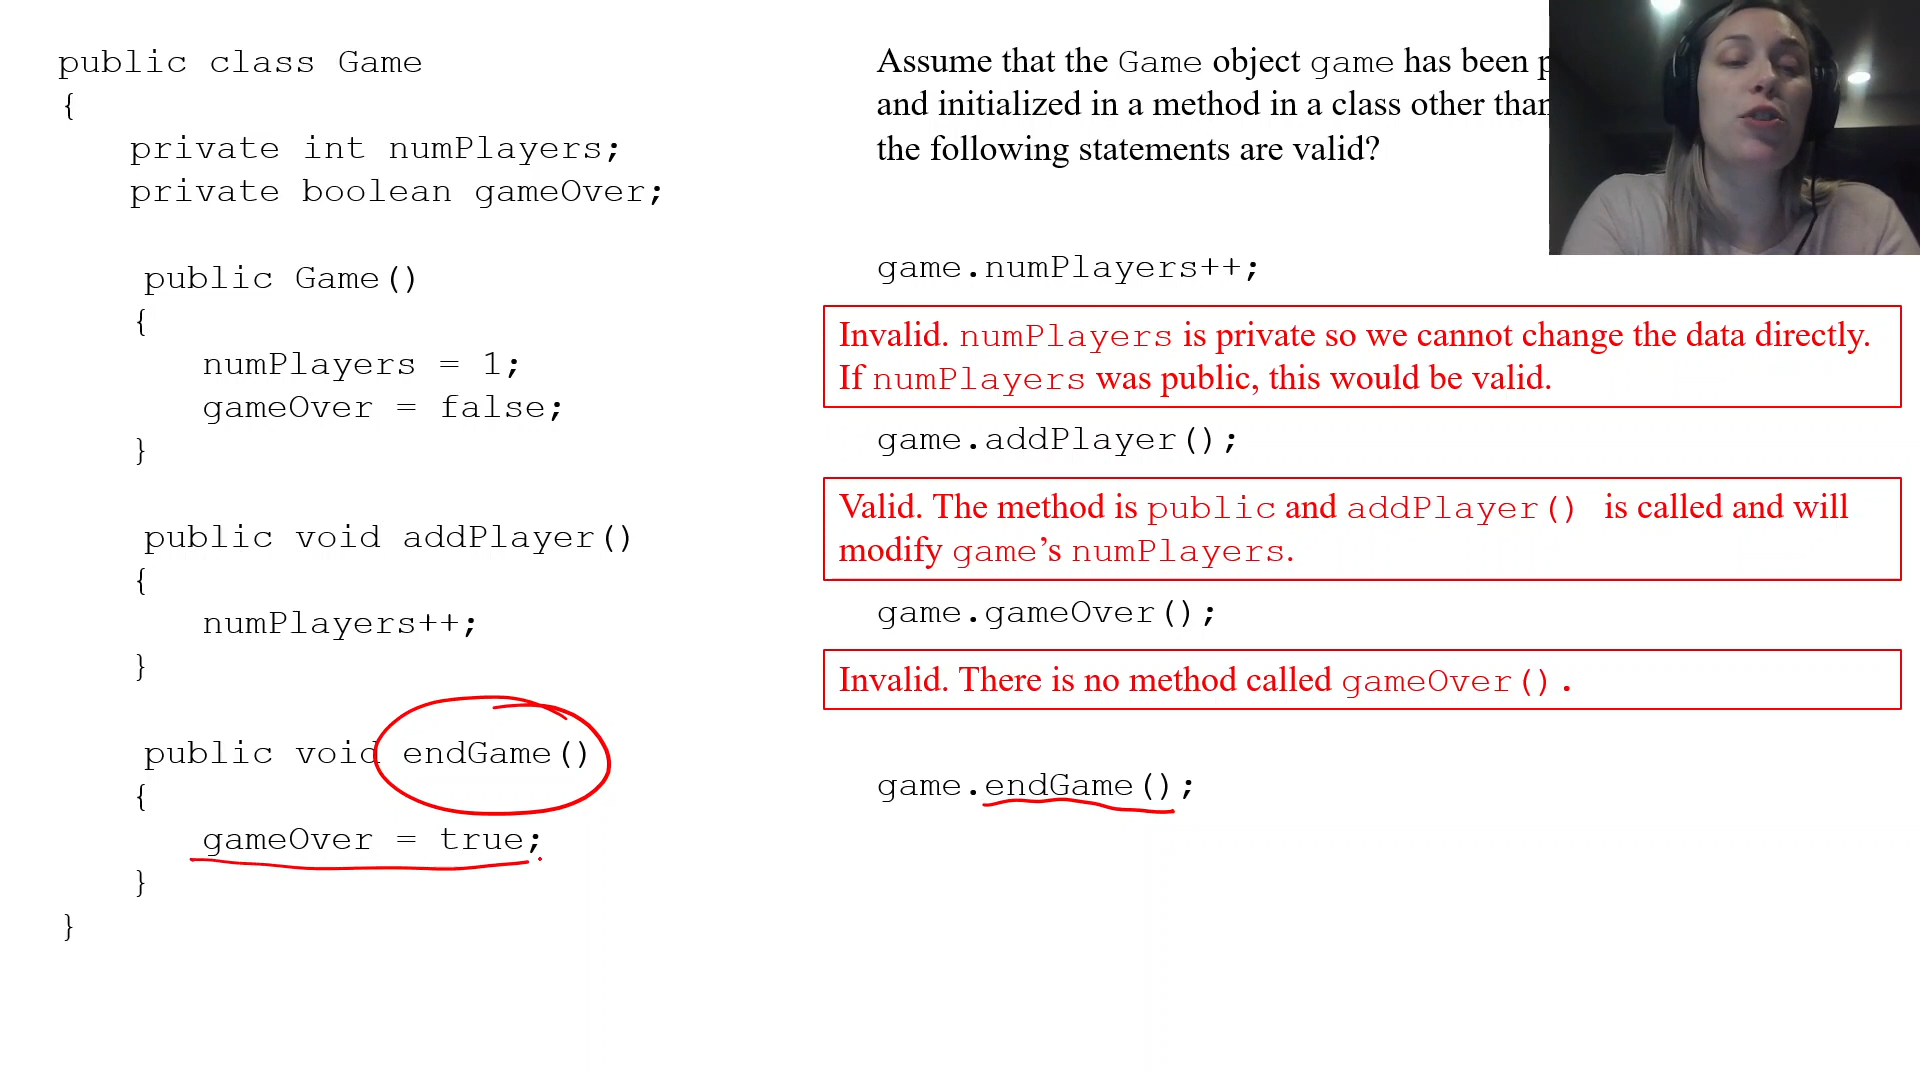 public class Game
{
private int numPlayers;
private boolean gameOver;
public Game()
{
numPlayers = 1;
gameOver = false;
}
public void addPlayer()
{
numPlayers++;
}
public void endGame()
{
gameOver = true;
}
}
Assume that the Game object game has been
and initialized in a method in a class other than
the following statements are valid?
game.numPlayers++;
Invalid. numPlayers is private so we cannot change the data directly.
If numPlayers was public, this would be valid.
game.addPlayer();
Valid. The method is public and addPlayer() is called and will
modify game’s numPlayers.
game.gameOver();
Invalid. There is no method called gameOver().
game.endGame();